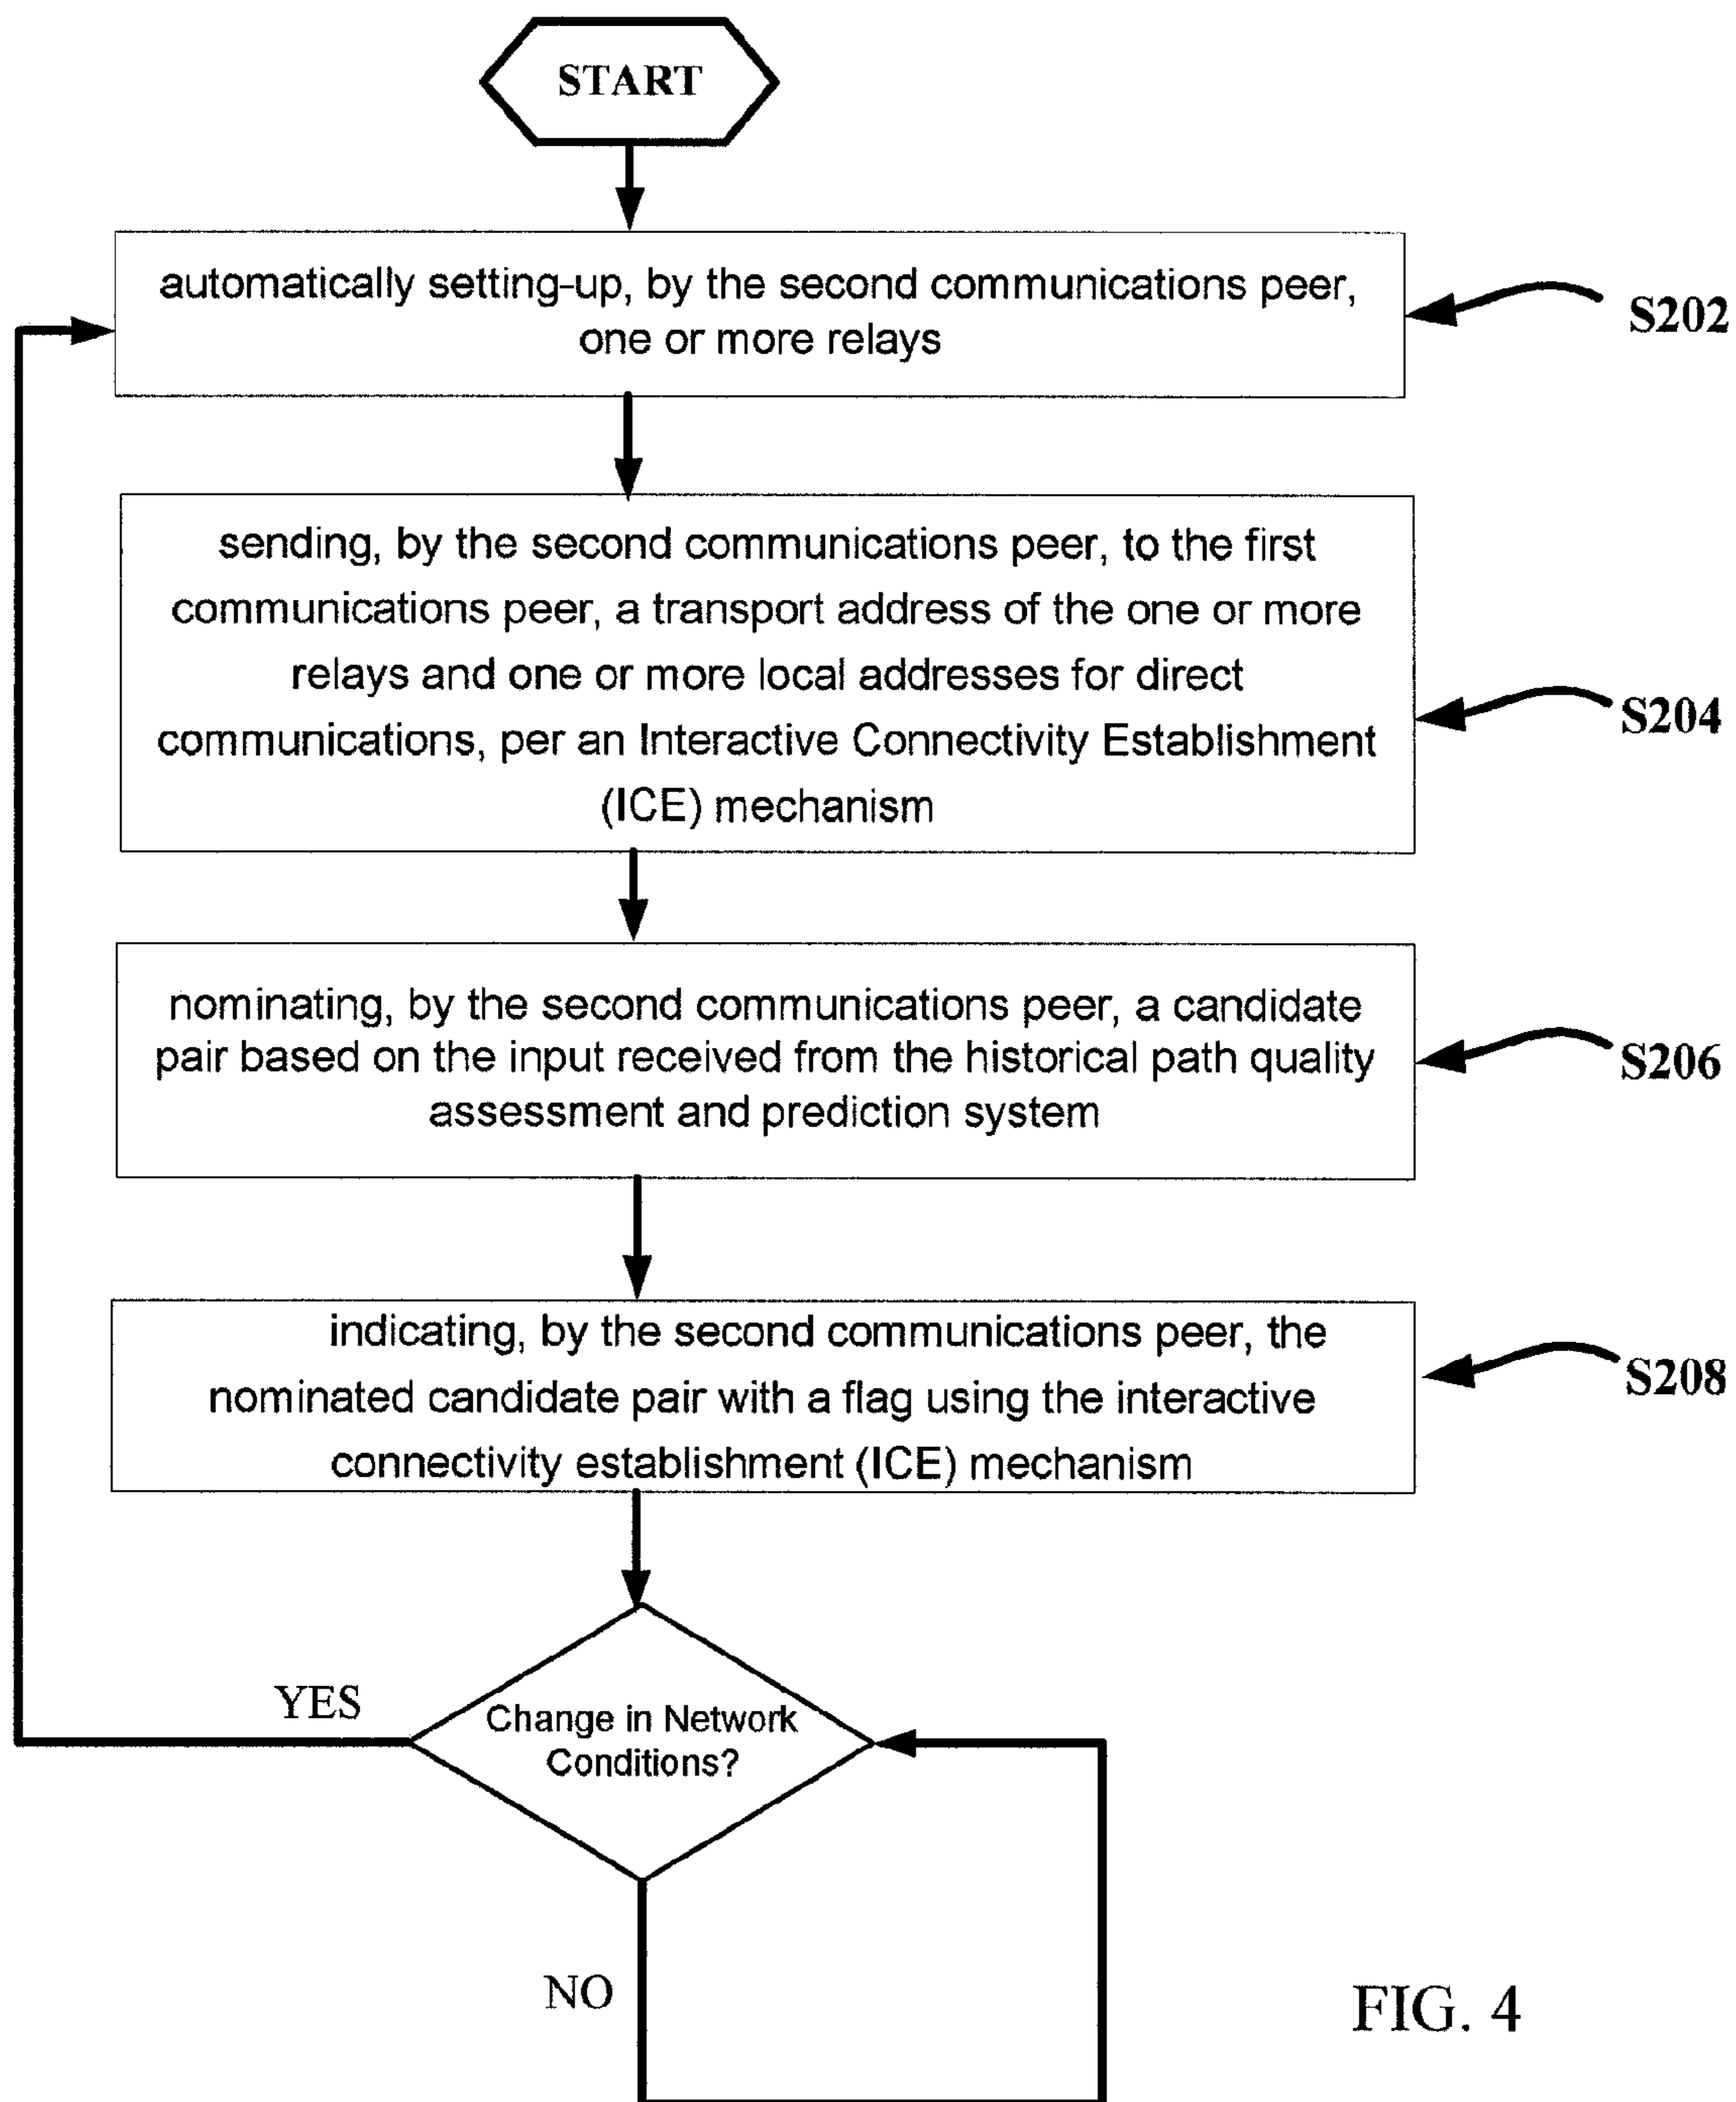 START
automatically setting-up, by the second communications peer,
one or more relays
S202
sending, by the second communications peer, to the first
communications peer, a transport address of the one or more
relays and one or more local addresses for direct
communications, per an Interactive Connectivity Establishment
(ICE) mechanism
S204
nominating, by the second communications peer, a candidate
pair based on the input received from the historical path quality
assessment and prediction system
S206
indicating, by the second communications peer, the
nominated candidate pair with a flag using the interactive
connectivity establishment (ICE) mechanism
S208
YES
Change in Network
Conditions?
NO
FIG. 4